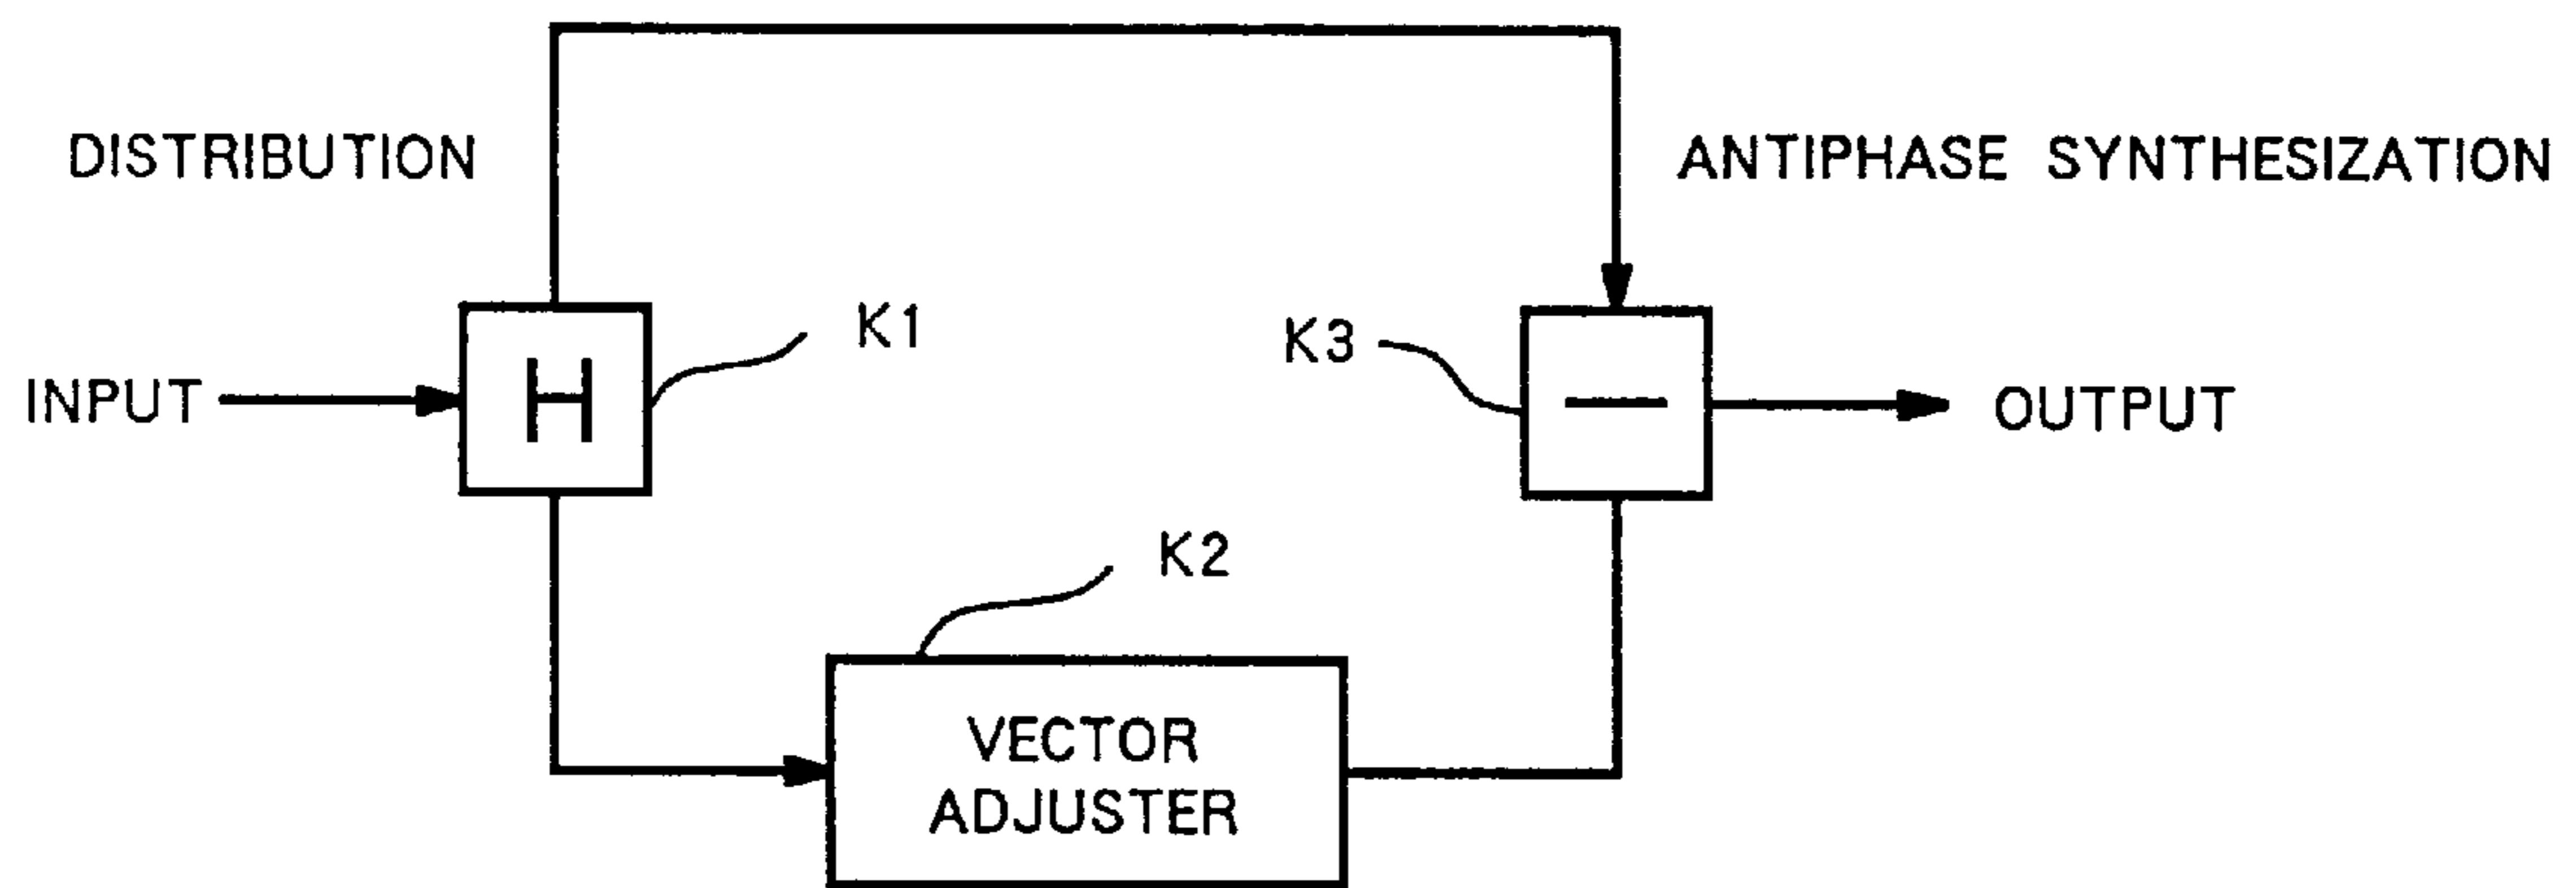 DISTRIBUTION
ANTIPHASE SYNTHESIZATION
K1
K3
INPUT
H
—
OUTPUT
K2
VECTOR
ADJUSTER